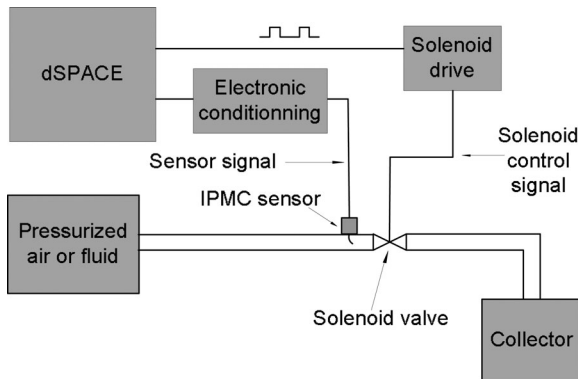 dSPACE
Solenoid
drive
Electronic
conditionning
Sensor signal
Solenoid
control
signal
IPMC sensor
Pressurized
air or fluid
Solenoid valve
Collector